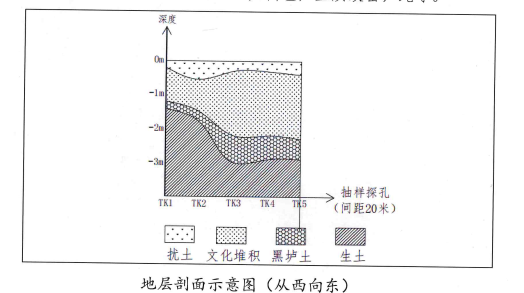 深度
0m
-1m
-2m
-3m
TK1 TK2 TK3 TK4 TK5
抽样探孔
(间距20米)
扰土 文化堆积 黑垆土 生土
地层剖面示意图（从西向东）